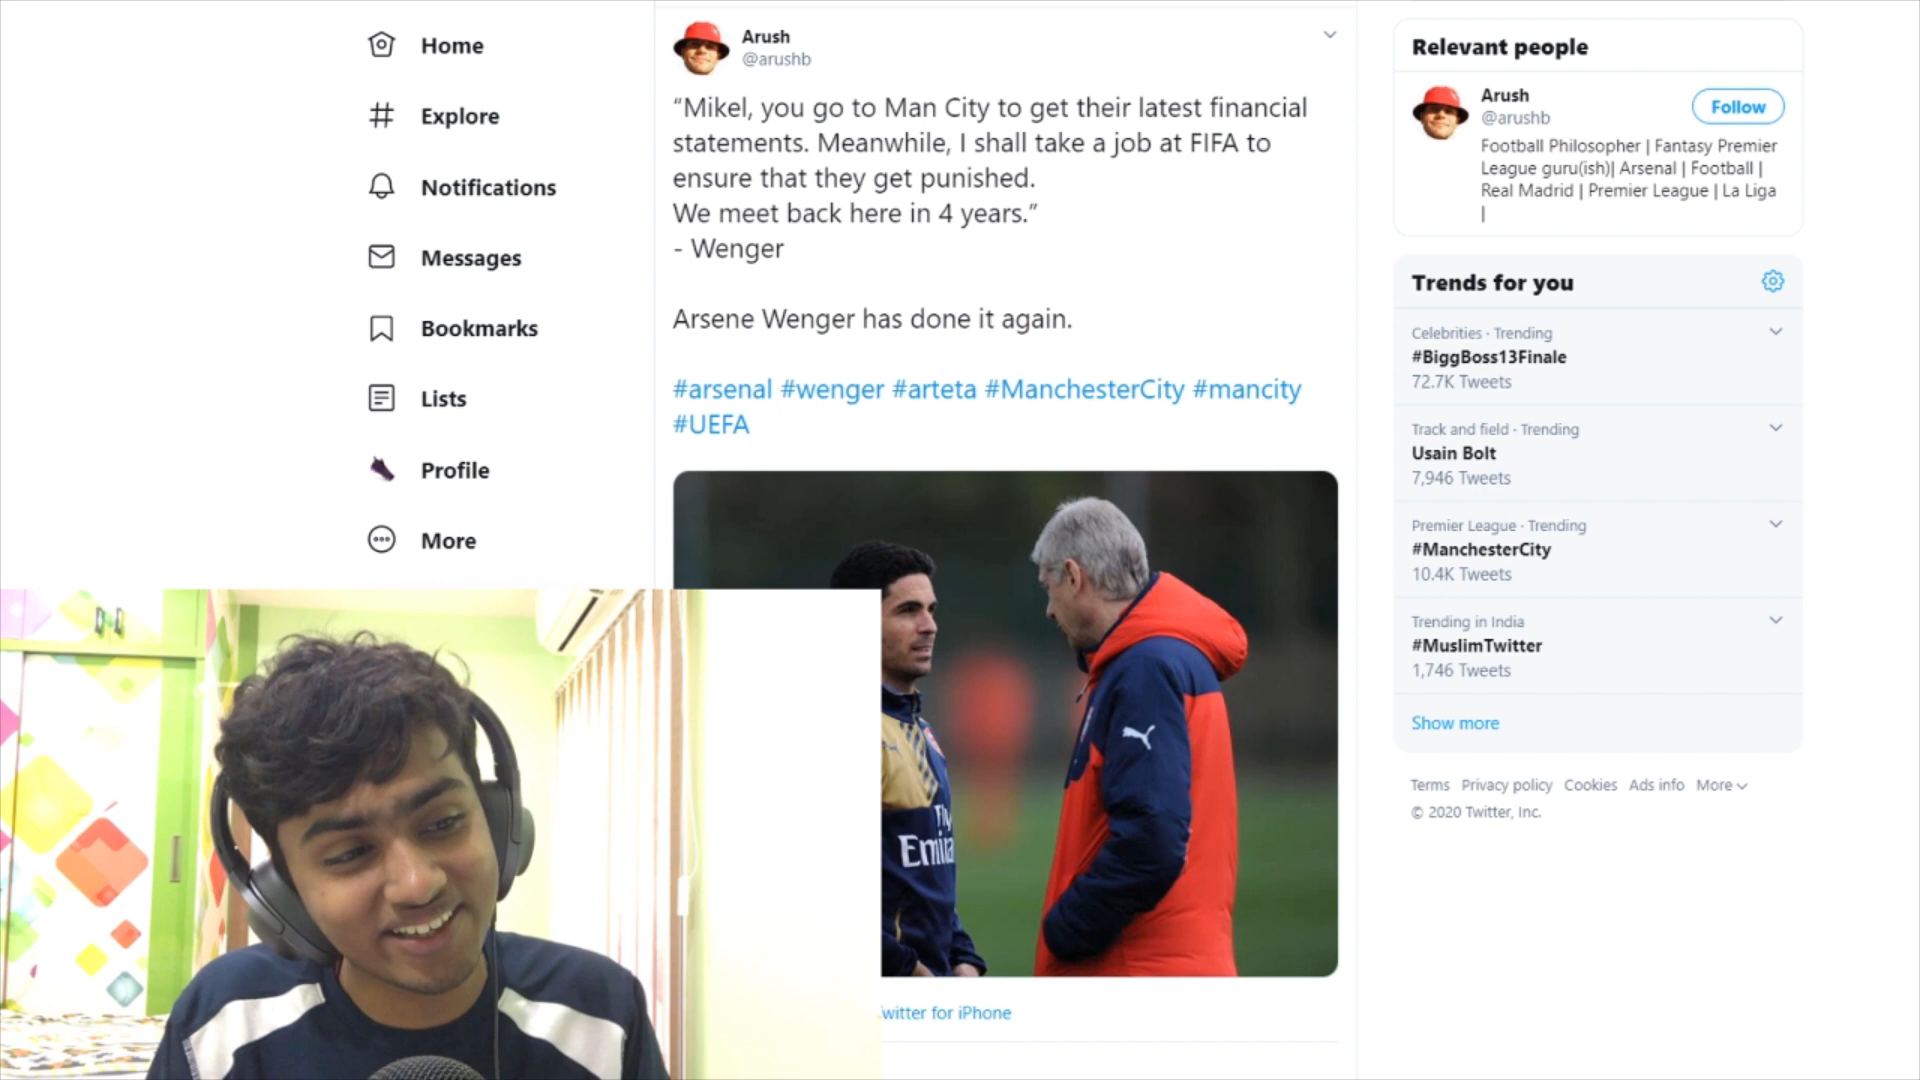 Home
Explore
Notifications
Messages
Bookmarks
Lists
Profile
More
Arush
@arushb
“Mikel, you go to Man City to get their latest financial
statements. Meanwhile, I shall take a job at FIFA to
ensure that they get punished.
We meet back here in 4 years.”
- Wenger
Arsene Wenger has done it again.
#arsenal #wenger #arteta #ManchesterCity #mancity
#UEFA
Fly
Emira
witter for iPhone
Relevant people
Arush
@arushb
Follow
Football Philosopher | Fantasy Premier
League guru(ish)| Arsenal | Football |
Real Madrid | Premier League | La Liga
|
Trends for you
Celebrities · Trending
#BiggBoss13Finale
72.7K Tweets
Track and field · Trending
Usain Bolt
7,946 Tweets
Premier League · Trending
#ManchesterCity
10.4K Tweets
Trending in India
#MuslimTwitter
1,746 Tweets
Show more
Terms Privacy policy Cookies Ads info More
© 2020 Twitter, Inc.